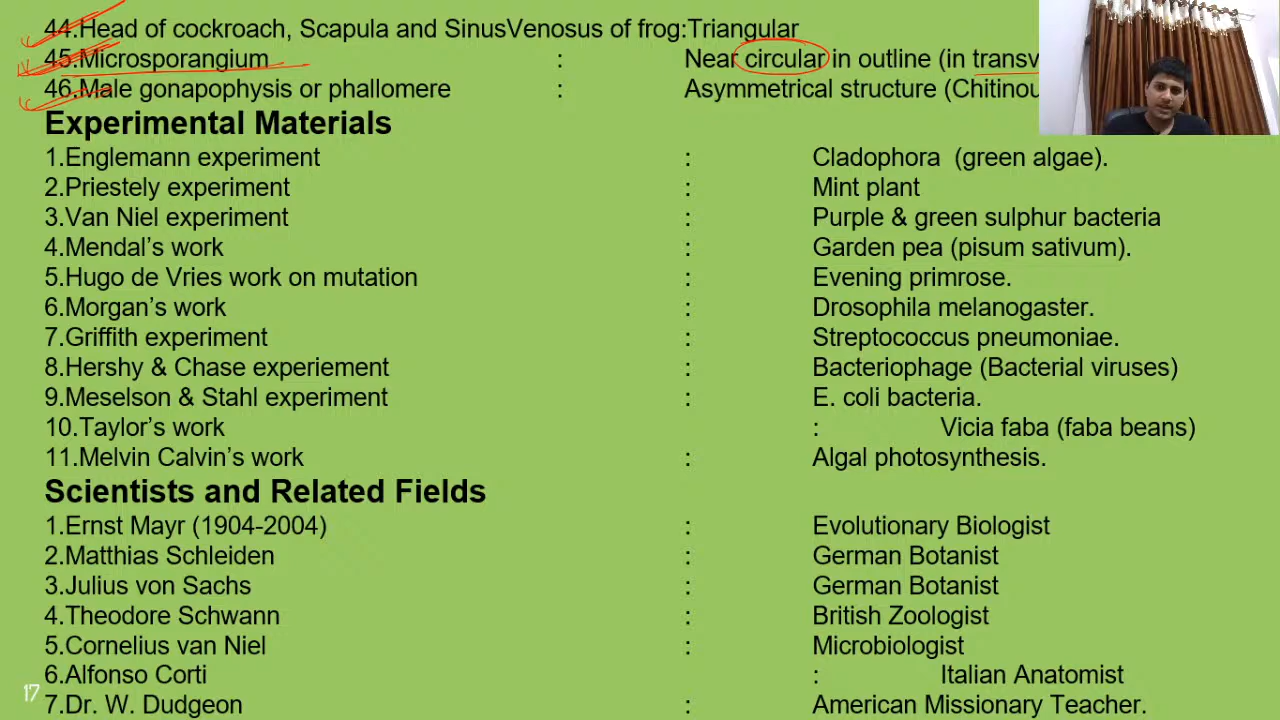 44.Head of cockroach, Scapula and SinusVenosus of frog:Triangular
45.Microsporangium : Near circular in outline (in transv
46.Male gonapophysis or phallomere : Asymmetrical structure (Chitinou
Experimental Materials
1.Englemann experiment : Cladophora (green algae).
2.Priestely experiment : Mint plant
3.Van Niel experiment : Purple & green sulphur bacteria
4.Mendal’s work : Garden pea (pisum sativum).
5.Hugo de Vries work on mutation : Evening primrose.
6.Morgan’s work : Drosophila melanogaster.
7.Griffith experiment : Streptococcus pneumoniae.
8.Hershy & Chase experiement : Bacteriophage (Bacterial viruses)
9.Meselson & Stahl experiment : E. coli bacteria.
10.Taylor’s work : Vicia faba (faba beans)
11.Melvin Calvin’s work : Algal photosynthesis.
Scientists and Related Fields
1.Ernst Mayr (1904-2004) : Evolutionary Biologist
2.Matthias Schleiden : German Botanist
3.Julius von Sachs : German Botanist
4.Theodore Schwann : British Zoologist
5.Cornelius van Niel : Microbiologist
6.Alfonso Corti : Italian Anatomist
7.Dr. W. Dudgeon : American Missionary Teacher.
17